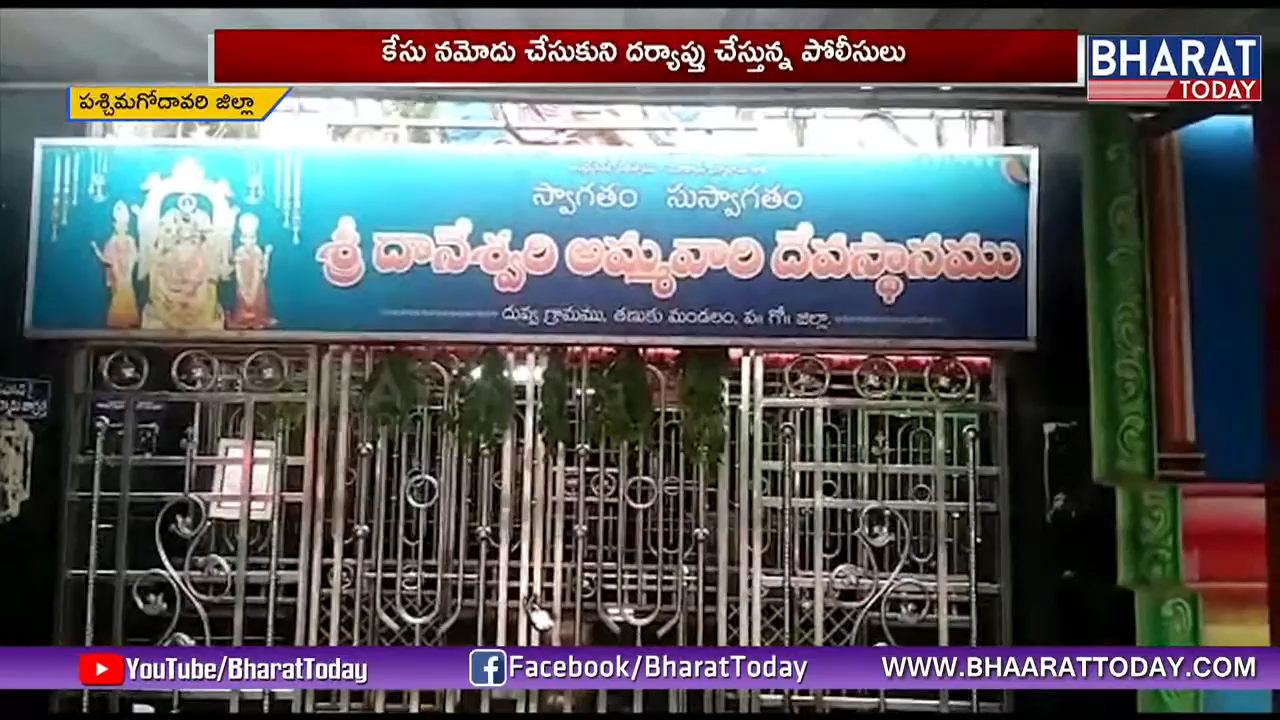 కేసు నమోదు చేసుకుని దర్యాప్తు చేస్తున్న పోలీసులు
BHARAT
TODAY
పశ్చిమగోదావరి జిల్లా
స్వాగతం సుస్వాగతం
శ్రీ దానేశ్వరి అమ్మవారి దేవస్థానము
దువ్వ గ్రామము, తణుకు మండలం, ప॥ గో॥ జిల్లా.
YouTube/BharatToday
Facebook/BharatToday
WWW.BHAARATTODAY.COM